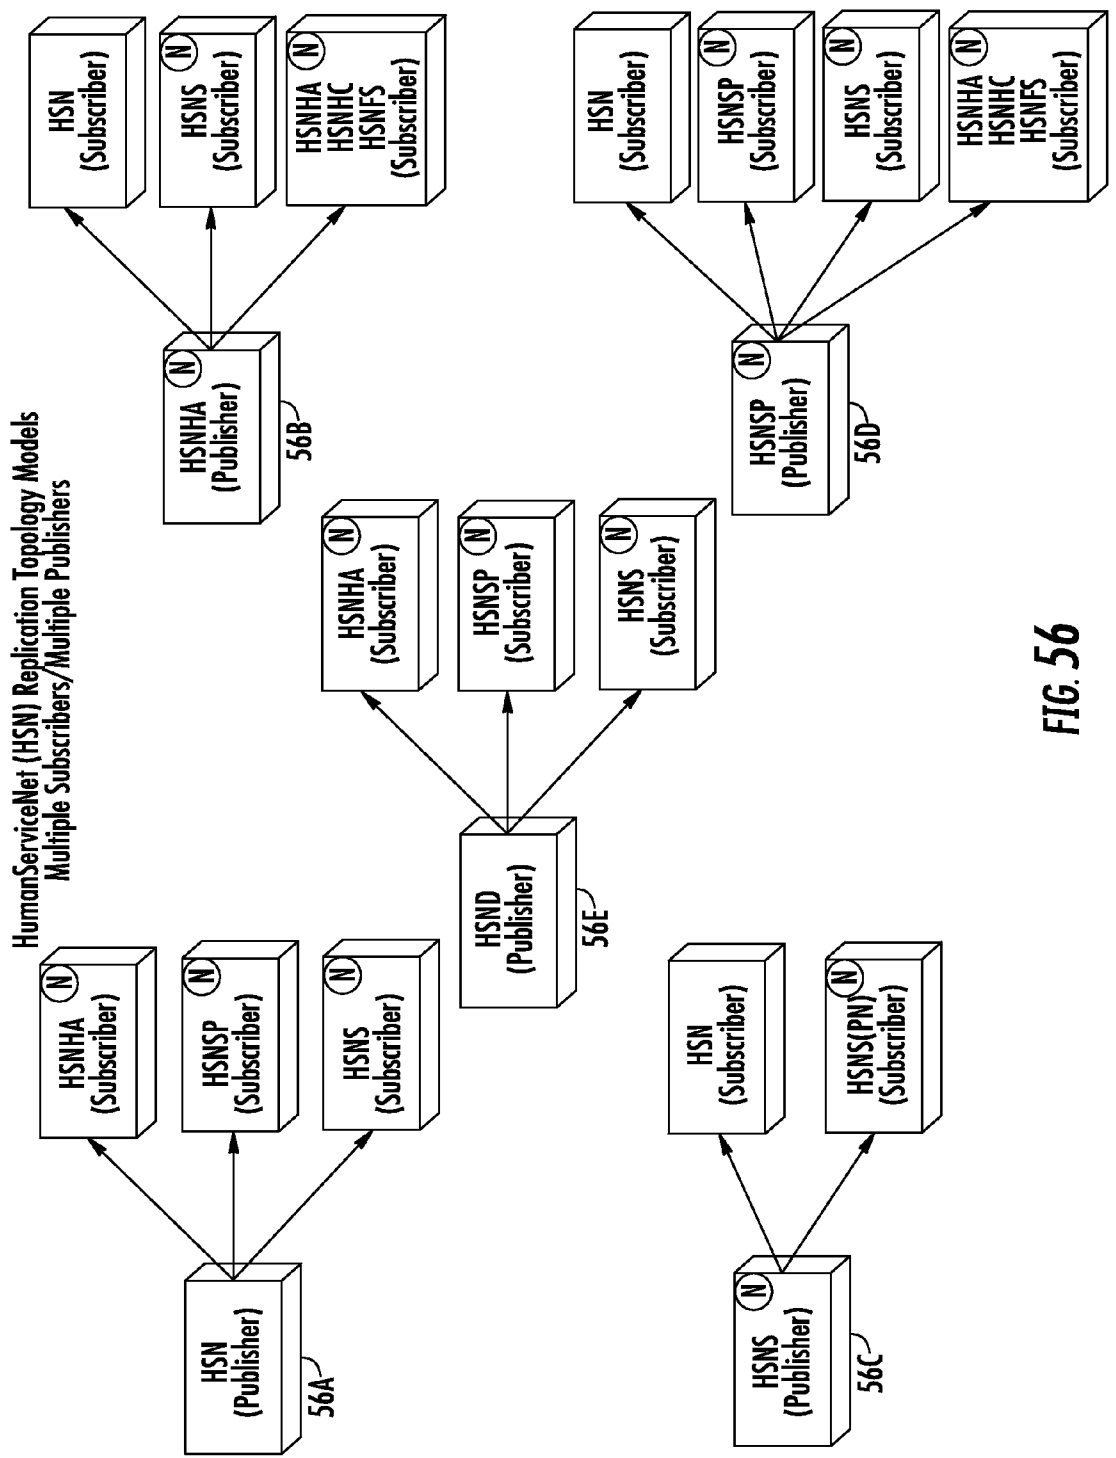 HumanServiceNet (HSN) Replication Topology Models
Multiple Subscribers/Multiple Publishers
HSN
(Publisher)
56A
N
HSNHA
(Subscriber)
N
HSNSP
(Subscriber)
N
HSNS
(Subscriber)
N
HSNHA
(Publisher)
56B
HSN
(Subscriber)
N
HSNS
(Subscriber)
N
HSNHA
HSNHC
HSNFS
(Subscriber)
HSND
(Publisher)
56E
N
HSNHA
(Subscriber)
N
HSNSP
(Subscriber)
N
HSNS
(Subscriber)
N
HSNS
(Publisher)
56C
HSN
(Subscriber)
N
HSNS(PN)
(Subscriber)
N
HSNSP
(Publisher)
56D
HSN
(Subscriber)
N
HSNSP
(Subscriber)
N
HSNS
(Subscriber)
N
HSNHA
HSNHC
HSNFS
(Subscriber)
FIG. 56